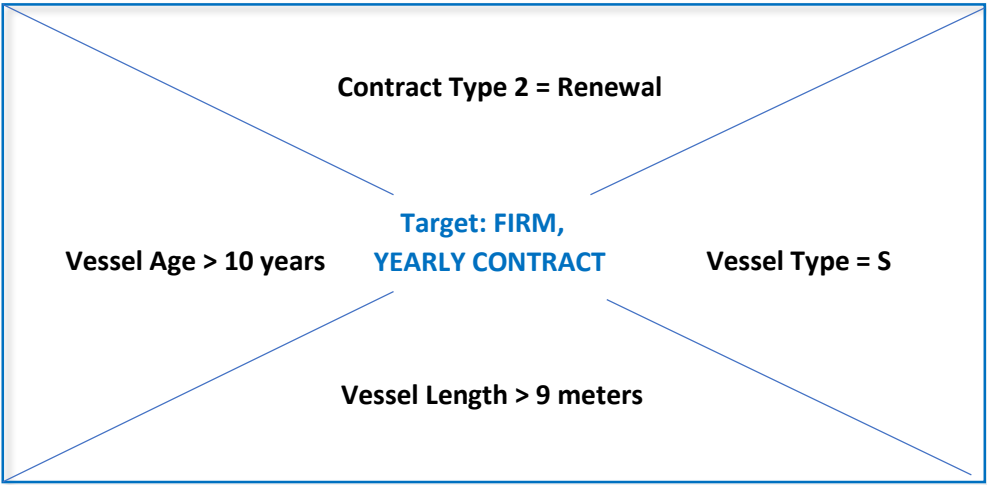 Contract Type 2 = Renewal
Target: FIRM,
YEARLY CONTRACT
Vessel Age > 10 years
Vessel Type = S
Vessel Length > 9 meters